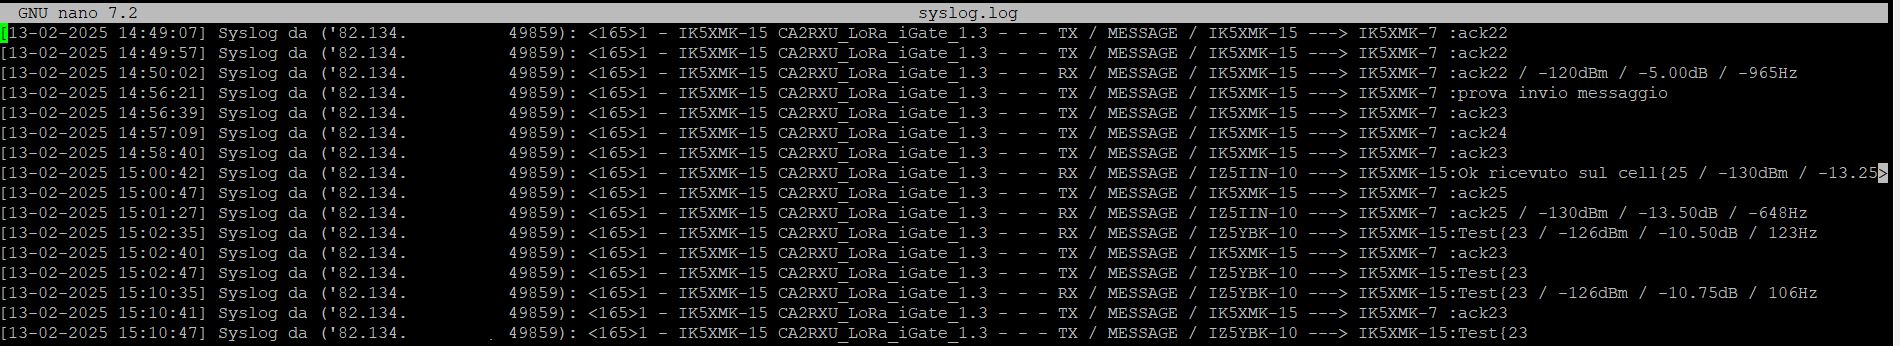 GNU nano 7.2 syslog.log
[13-02-2025 14:49:07] Syslog da ('82.134. 49859): <165>1 - IK5XMK-15 CA2RXU_LoRa_iGate_1.3 - - - TX / MESSAGE / IK5XMK-15 ---> IK5XMK-7 :ack22
[13-02-2025 14:49:57] Syslog da ('82.134. 49859): <165>1 - IK5XMK-15 CA2RXU_LoRa_iGate_1.3 - - - TX / MESSAGE / IK5XMK-15 ---> IK5XMK-7 :ack22
[13-02-2025 14:50:02] Syslog da ('82.134. 49859): <165>1 - IK5XMK-15 CA2RXU_LoRa_iGate_1.3 - - - RX / MESSAGE / IK5XMK-15 ---> IK5XMK-7 :ack22 / -120dBm / -5.00dB / -965Hz
[13-02-2025 14:56:21] Syslog da ('82.134. 49859): <165>1 - IK5XMK-15 CA2RXU_LoRa_iGate_1.3 - - - TX / MESSAGE / IK5XMK-15 ---> IK5XMK-7 :prova invio messaggio
[13-02-2025 14:56:39] Syslog da ('82.134. 49859): <165>1 - IK5XMK-15 CA2RXU_LoRa_iGate_1.3 - - - TX / MESSAGE / IK5XMK-15 ---> IK5XMK-7 :ack23
[13-02-2025 14:57:09] Syslog da ('82.134. 49859): <165>1 - IK5XMK-15 CA2RXU_LoRa_iGate_1.3 - - - TX / MESSAGE / IK5XMK-15 ---> IK5XMK-7 :ack24
[13-02-2025 14:58:40] Syslog da ('82.134. 49859): <165>1 - IK5XMK-15 CA2RXU_LoRa_iGate_1.3 - - - TX / MESSAGE / IK5XMK-15 ---> IK5XMK-7 :ack23
[13-02-2025 15:00:42] Syslog da ('82.134. 49859): <165>1 - IK5XMK-15 CA2RXU_LoRa_iGate_1.3 - - - RX / MESSAGE / IZ5IIN-10 ---> IK5XMK-15:Ok ricevuto sul cell{25 / -130dBm / -13.25>
[13-02-2025 15:00:47] Syslog da ('82.134. 49859): <165>1 - IK5XMK-15 CA2RXU_LoRa_iGate_1.3 - - - TX / MESSAGE / IK5XMK-15 ---> IK5XMK-7 :ack25
[13-02-2025 15:01:27] Syslog da ('82.134. 49859): <165>1 - IK5XMK-15 CA2RXU_LoRa_iGate_1.3 - - - RX / MESSAGE / IZ5IIN-10 ---> IK5XMK-7 :ack25 / -130dBm / -13.50dB / -648Hz
[13-02-2025 15:02:35] Syslog da ('82.134. 49859): <165>1 - IK5XMK-15 CA2RXU_LoRa_iGate_1.3 - - - RX / MESSAGE / IZ5YBK-10 ---> IK5XMK-15:Test{23 / -126dBm / -10.50dB / 123Hz
[13-02-2025 15:02:40] Syslog da ('82.134. 49859): <165>1 - IK5XMK-15 CA2RXU_LoRa_iGate_1.3 - - - TX / MESSAGE / IK5XMK-15 ---> IK5XMK-7 :ack23
[13-02-2025 15:02:47] Syslog da ('82.134. 49859): <165>1 - IK5XMK-15 CA2RXU_LoRa_iGate_1.3 - - - TX / MESSAGE / IZ5YBK-10 ---> IK5XMK-15:Test{23
[13-02-2025 15:10:35] Syslog da ('82.134. 49859): <165>1 - IK5XMK-15 CA2RXU_LoRa_iGate_1.3 - - - RX / MESSAGE / IZ5YBK-10 ---> IK5XMK-15:Test{23 / -126dBm / -10.75dB / 106Hz
[13-02-2025 15:10:41] Syslog da ('82.134. 49859): <165>1 - IK5XMK-15 CA2RXU_LoRa_iGate_1.3 - - - TX / MESSAGE / IK5XMK-15 ---> IK5XMK-7 :ack23
[13-02-2025 15:10:47] Syslog da ('82.134. 49859): <165>1 - IK5XMK-15 CA2RXU_LoRa_iGate_1.3 - - - TX / MESSAGE / IZ5YBK-10 ---> IK5XMK-15:Test{23